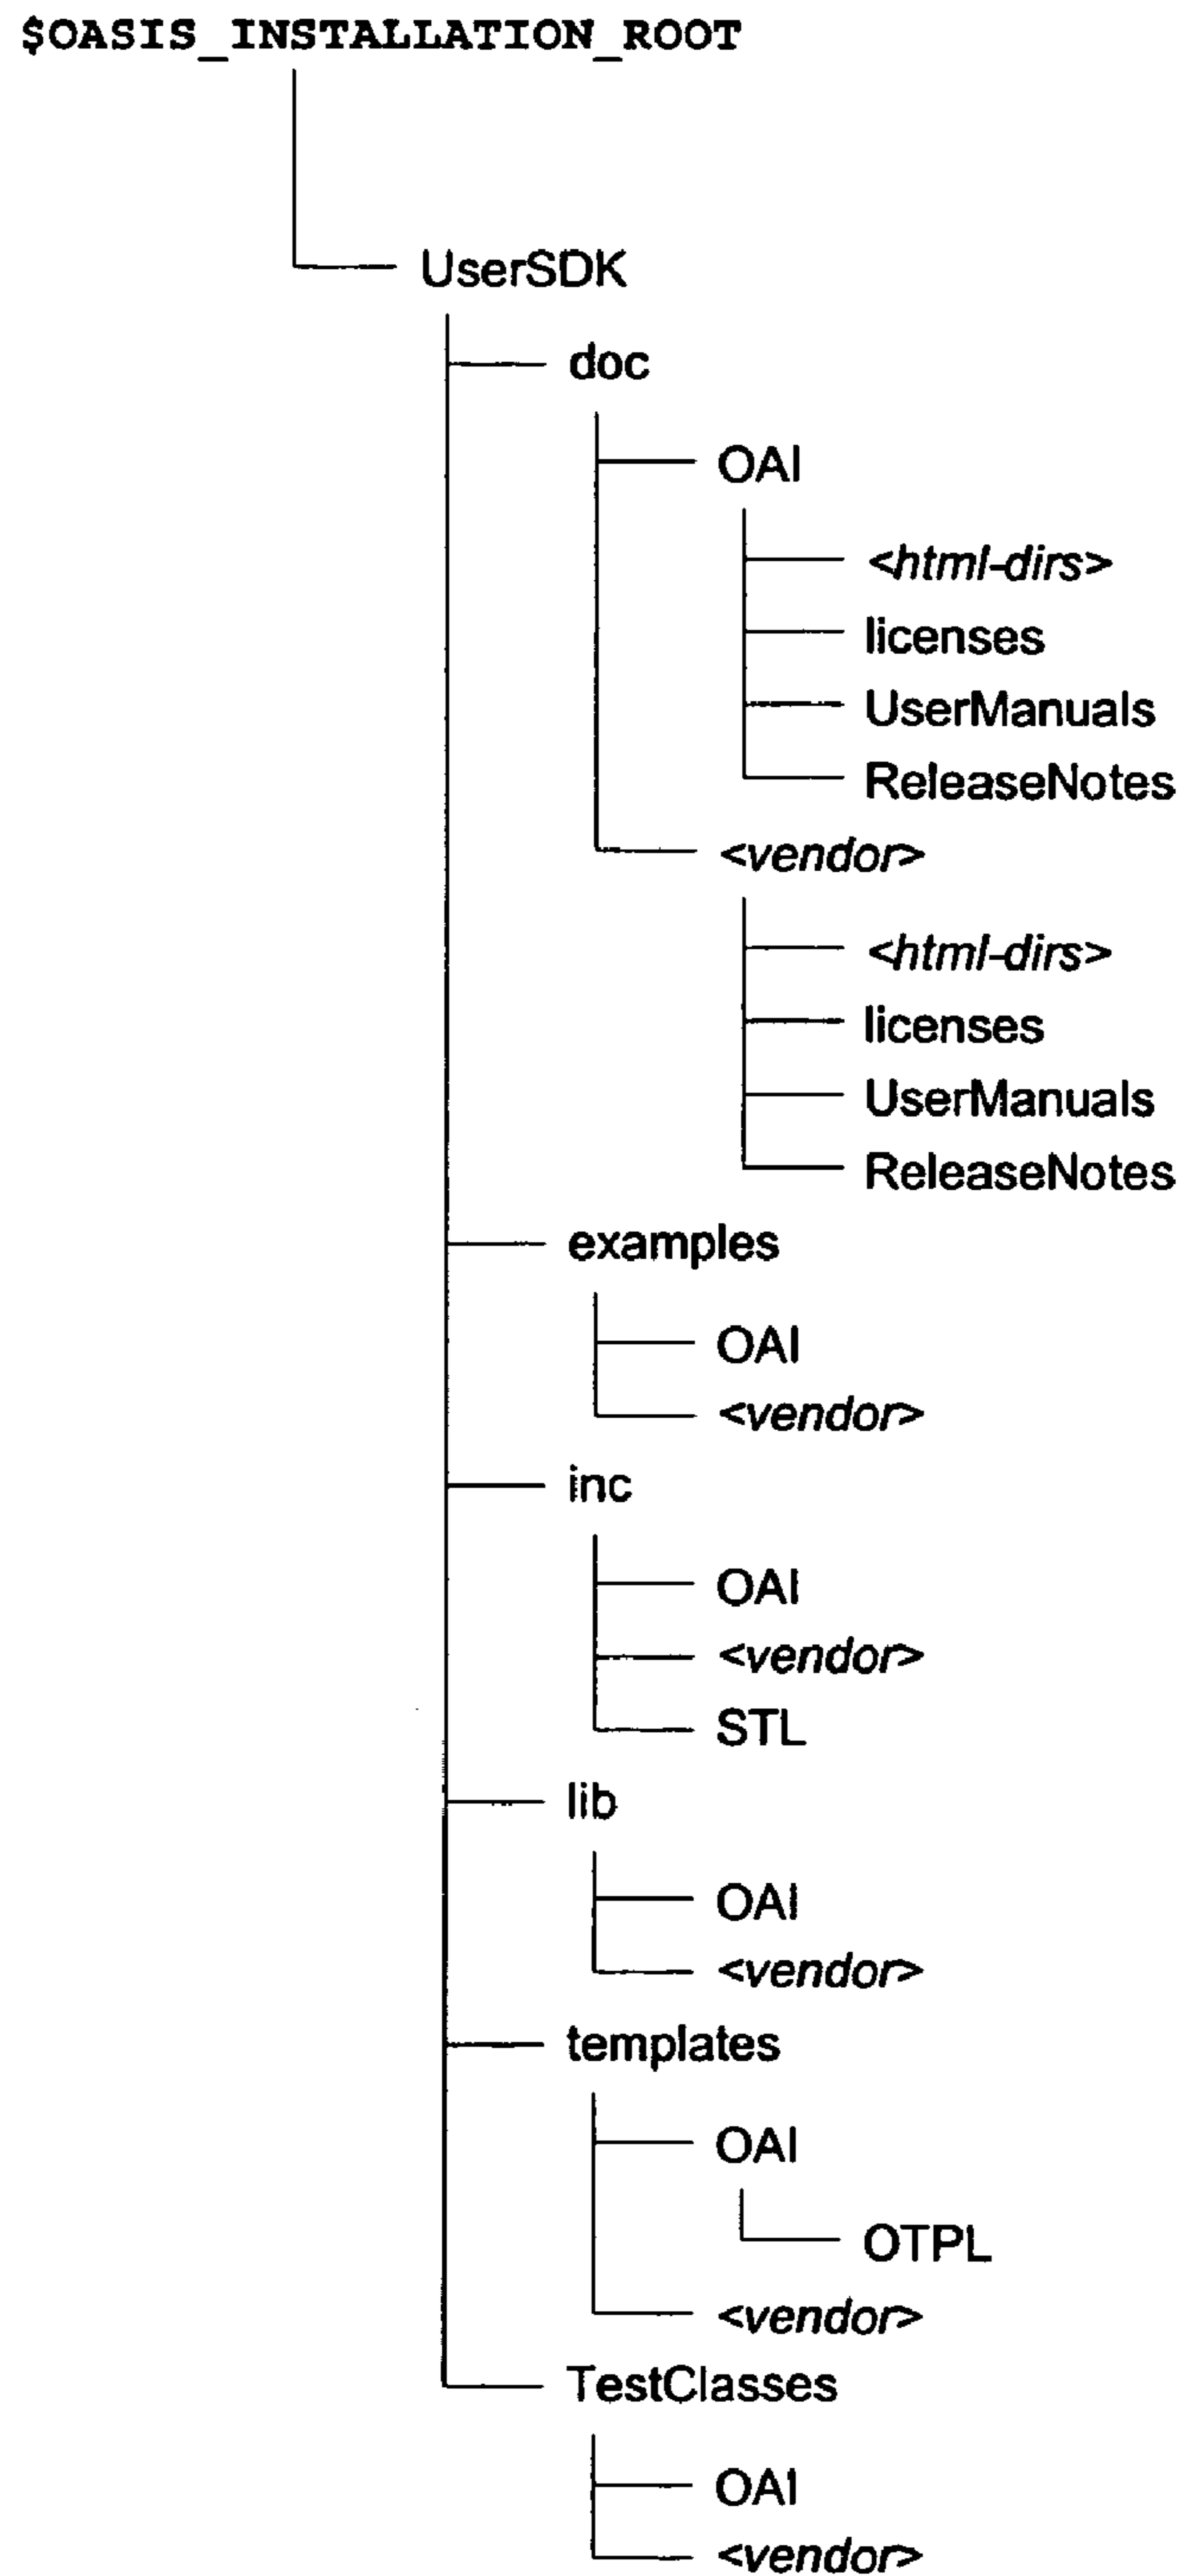 $OASIS_INSTALLATION_ROOT
UserSDK
doc
OAI
<html-dirs>
licenses
UserManuals
ReleaseNotes
<vendor>
<html-dirs>
licenses
UserManuals
ReleaseNotes
examples
OAI
<vendor>
inc
OAI
<vendor>
STL
lib
OAI
<vendor>
templates
OAI
OTPL
<vendor>
TestClasses
OAI
<vendor>